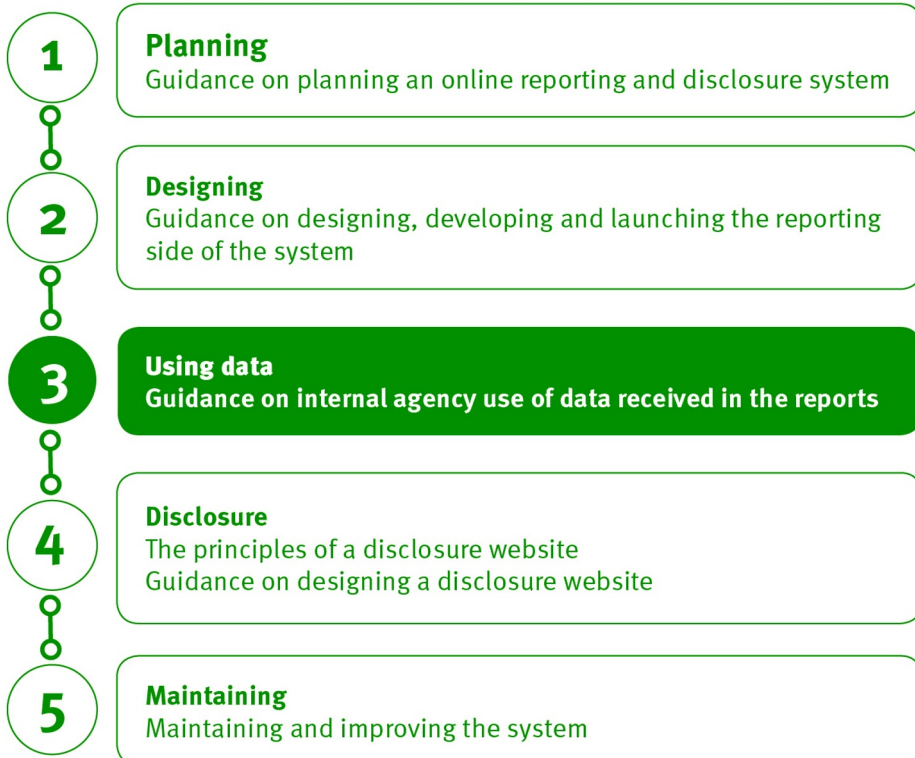 1
Planning
Guidance on planning an online reporting and disclosure system
2
Designing
Guidance on designing, developing and launching the reporting
side of the system
3
Using data
Guidance on internal agency use of data received in the reports
4
Disclosure
The principles of a disclosure website
Guidance on designing a disclosure website
5
Maintaining
Maintaining and improving the system